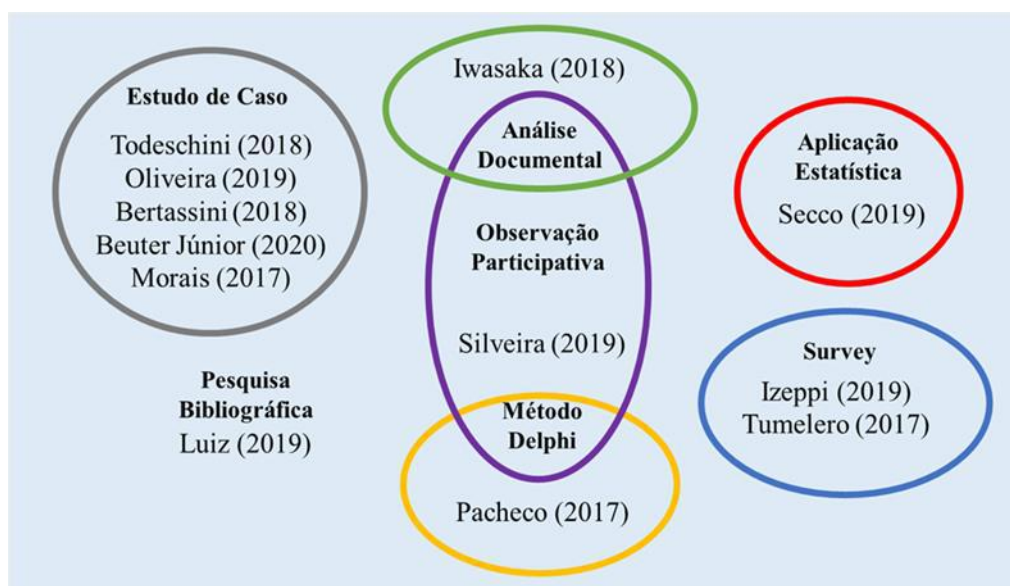 Estudo de Caso
Todeschini (2018)
Oliveira (2019)
Bertassini (2018)
Beuter Júnior (2020)
Morais (2017)
Pesquisa
Bibliográfica
Luiz (2019)
Iwasaka (2018)
Análise
Documental
Observação
Participativa
Silveira (2019)
Método
Delphi
Pacheco (2017)
Aplicação
Estatística
Secco (2019)
Survey
Izeppi (2019)
Tumelero (2017)